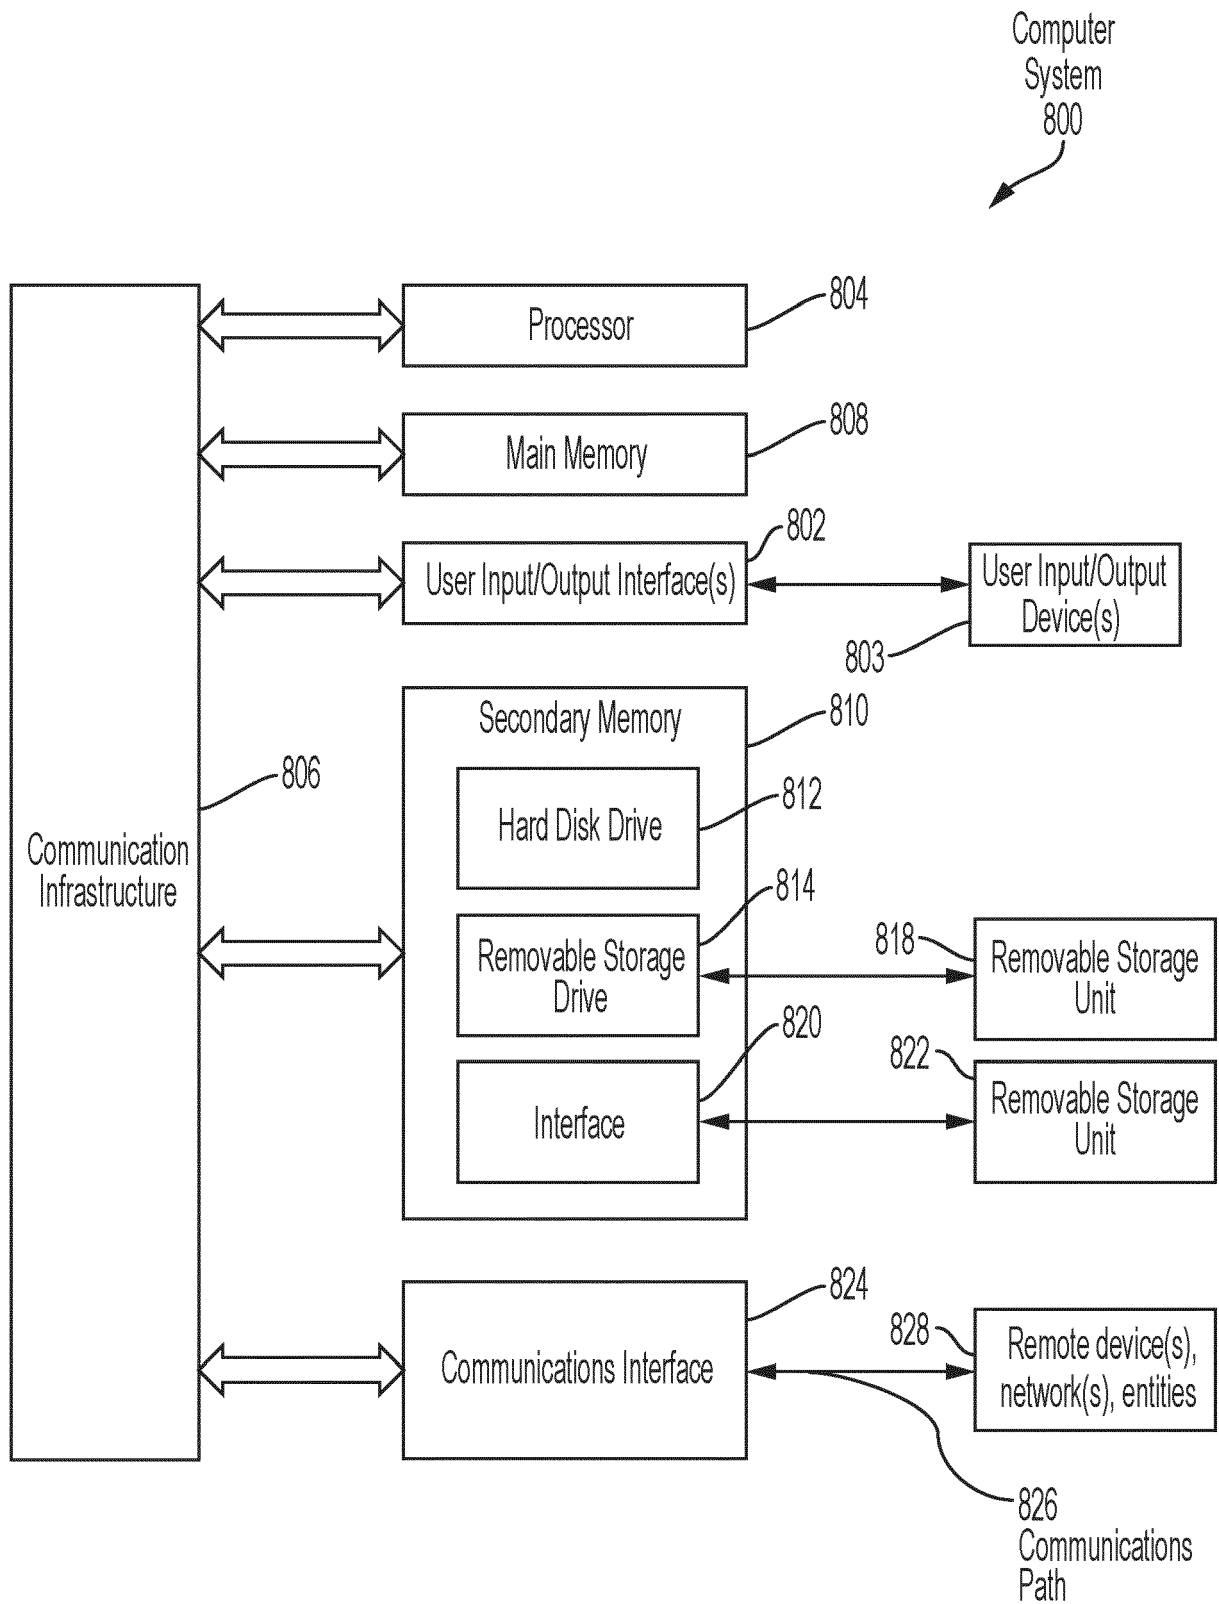 Computer
System
800
804
Processor
808
Main Memory
802
User Input/Output Interface(s)
User Input/Output
Device(s)
803
810
Secondary Memory
806
812
Hard Disk Drive
Communication
Infrastructure
814
818
Removable Storage
Drive
Removable Storage
Unit
820
822
Interface
Removable Storage
Unit
824
828
Communications Interface
Remote device(s),
network(s), entities
826
Communications
Path